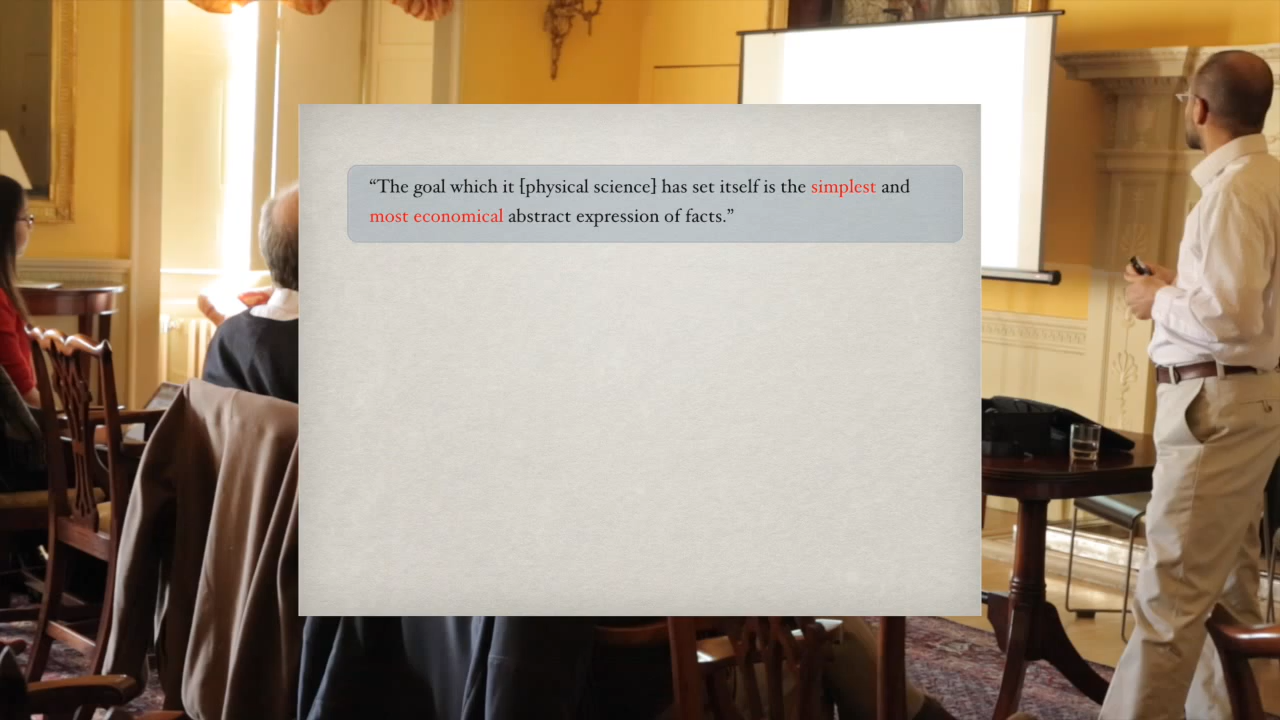 “The goal which it [physical science] has set itself is the simplest and
most economical abstract expression of facts.”